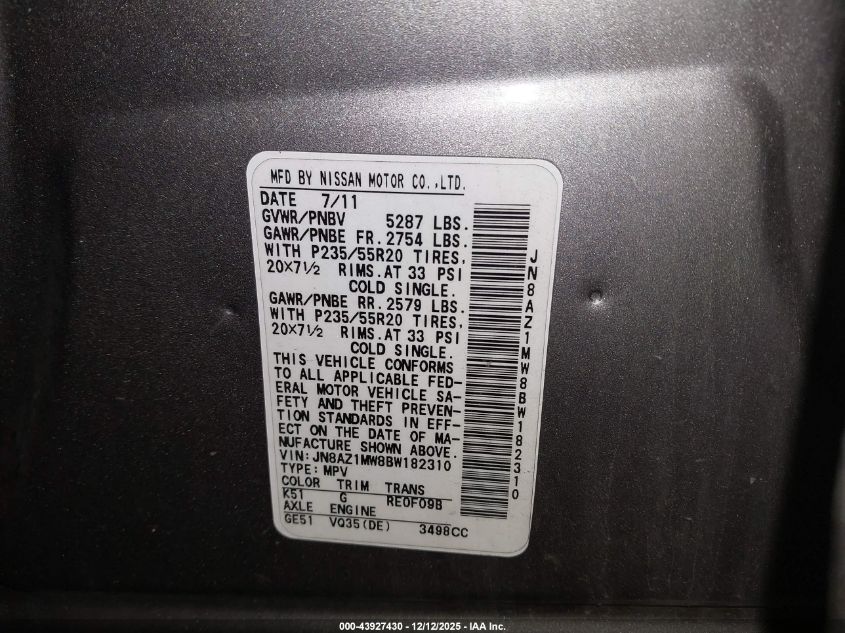 MFD BY NISSAN MOTOR CO.,LTD.
DATE 7/11
GVWR/PNBV 5287 LBS.
GAWR/PNBE FR. 2754 LBS.
WITH P235/55R20 TIRES,
20X7½ RIMS.AT 33 PSI
COLD SINGLE.
GAWR/PNBE RR. 2579 LBS.
WITH P235/55R20 TIRES,
20X7½ RIMS.AT 33 PSI
COLD SINGLE.
THIS VEHICLE CONFORMS
TO ALL APPLICABLE FED-
ERAL MOTOR VEHICLE SA-
FETY AND THEFT PREVEN-
TION STANDARDS IN EFF-
ECT ON THE DATE OF MA-
NUFACTURE SHOWN ABOVE.
VIN: JN8AZ1MW8BW182310
TYPE: MPV
COLOR TRIM TRANS
K51 G RE0F09B
AXLE ENGINE
GE51 VQ35(DE) 3498CC
JN8AZ1MW8BW182310
000-43927430 - 12/12/2025 - IAA Inc.